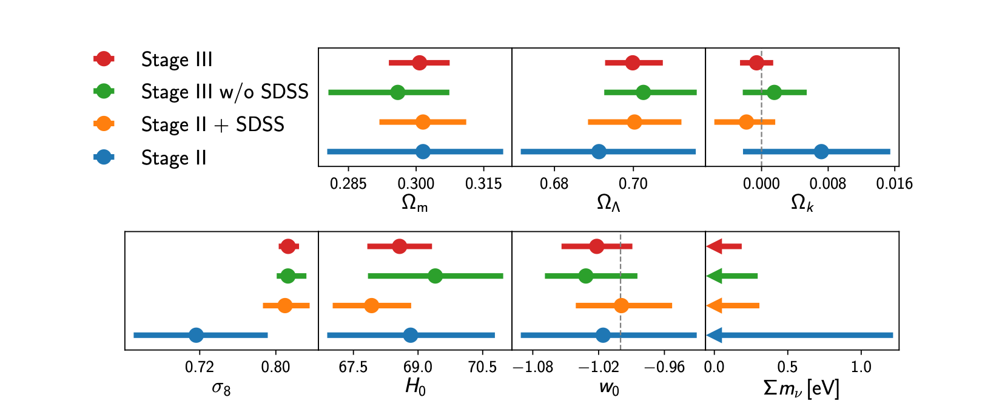 Stage III
Stage III w/o SDSS
Stage II + SDSS
Stage II
0.285 0.300 0.315 0.68 0.70 0.000 0.008 0.016
Ωm ΩΛ Ωk
0.72 0.80 67.5 69.0 70.5 −1.08 −1.02 −0.96 0.0 0.5 1.0
σ8 H0 w0 Σmν [eV]